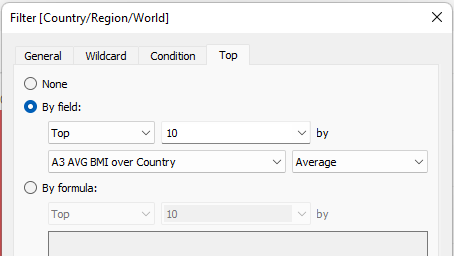 Filter [Country/Region/World]
General Wildcard Condition Top
None
By field:
Top 10 by
A3 AVG BMI over Country Average
By formula:
Top 10 by